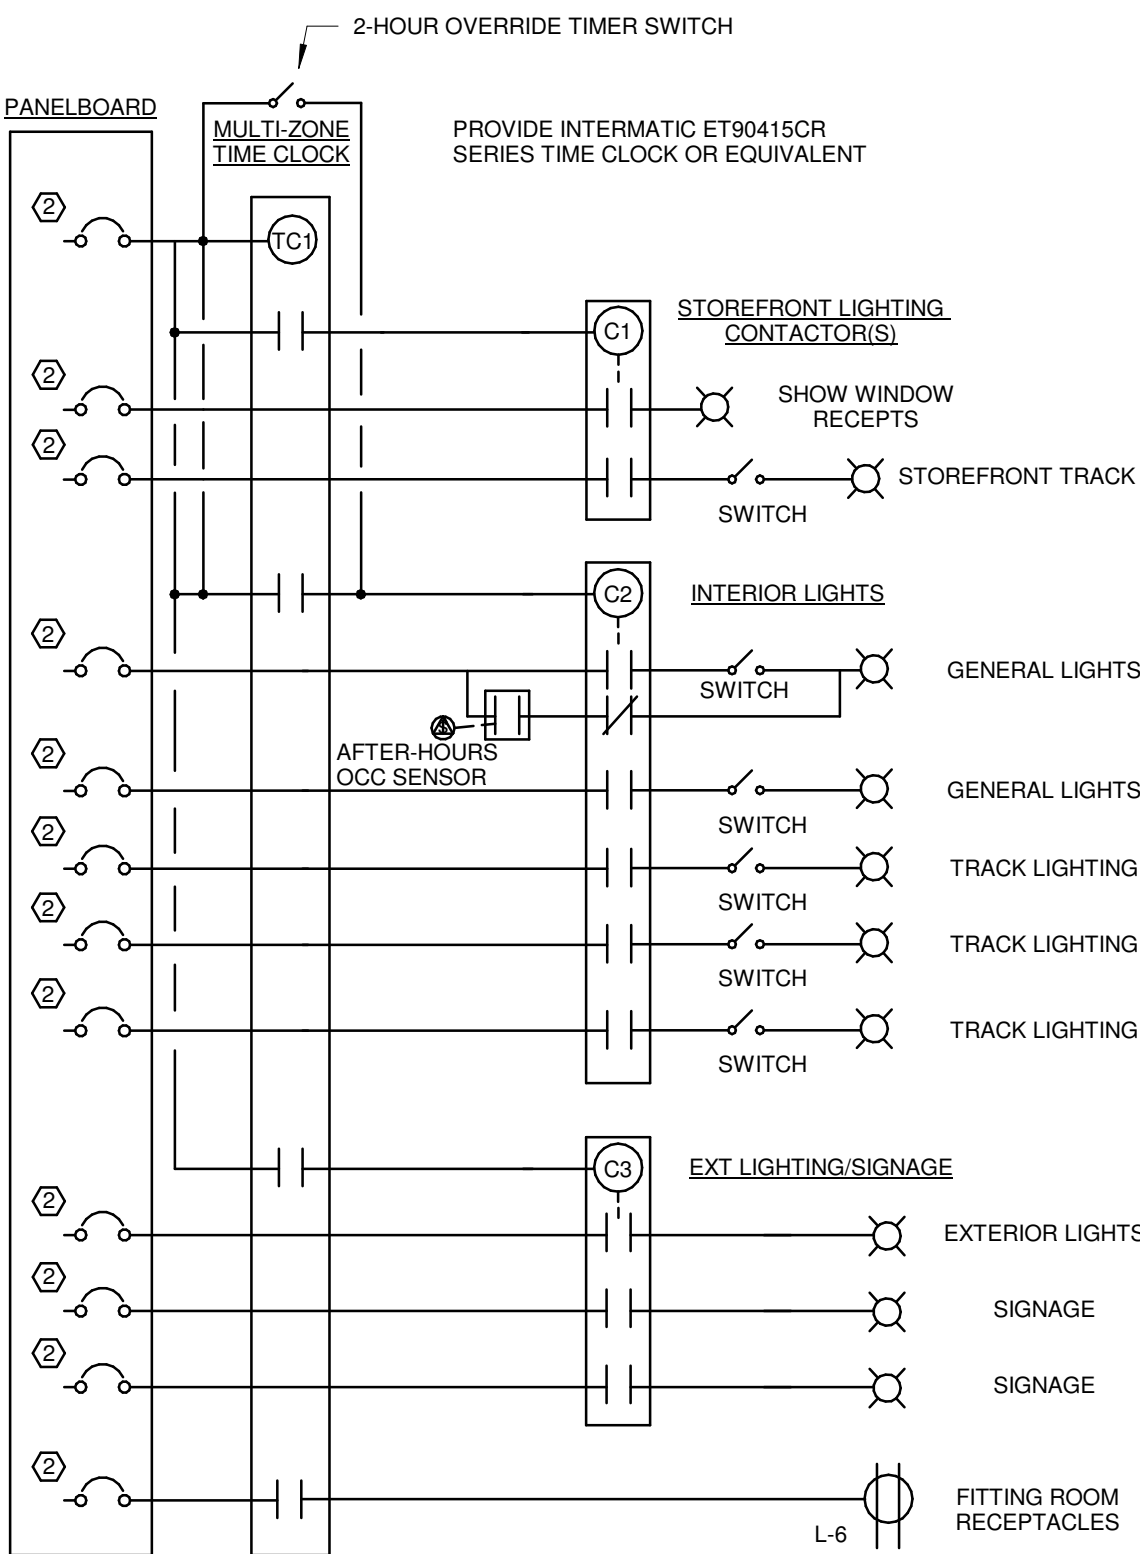 2-HOUR OVERRIDE TIMER SWITCH
PANELBOARD
MULTI-ZONE
TIME CLOCK
PROVIDE INTERMATIC ET90415CR
SERIES TIME CLOCK OR EQUIVALENT
2
TC1
STOREFRONT LIGHTING
CONTACTOR(S)
C1
2
SHOW WINDOW
RECEPTS
2
STOREFRONT TRACK
SWITCH
C2
INTERIOR LIGHTS
2
GENERAL LIGHTS
SWITCH
AFTER-HOURS
OCC SENSOR
2
GENERAL LIGHTS
SWITCH
2
TRACK LIGHTING
SWITCH
2
TRACK LIGHTING
SWITCH
2
TRACK LIGHTING
SWITCH
C3
EXT LIGHTING/SIGNAGE
2
EXTERIOR LIGHTS
2
SIGNAGE
2
SIGNAGE
2
FITTING ROOM
RECEPTACLES
L-6